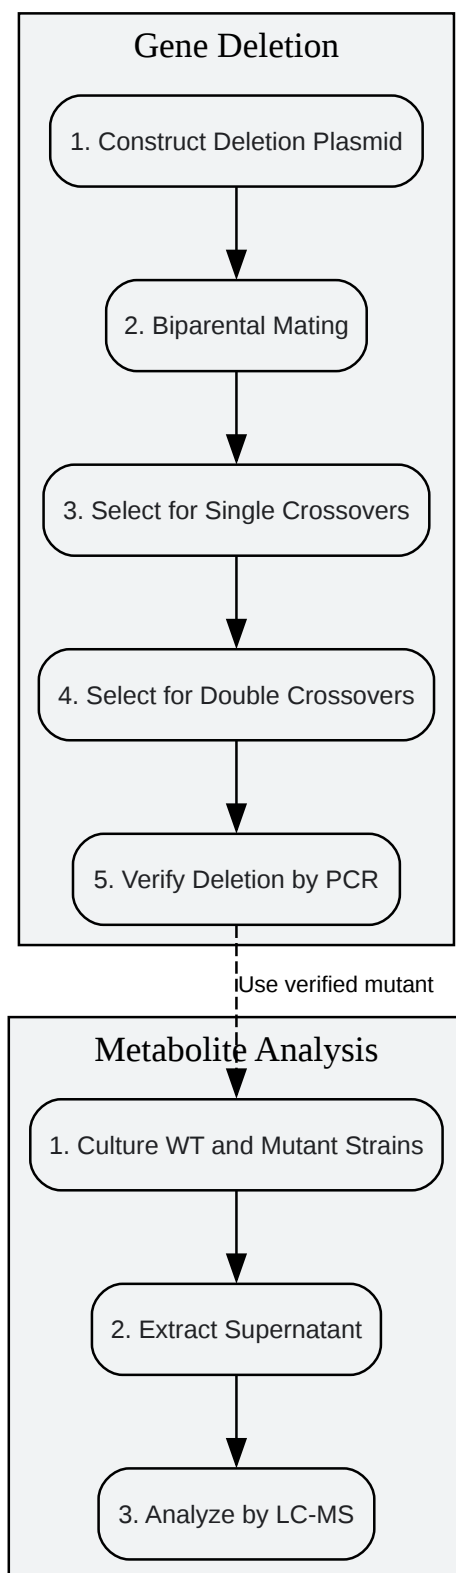 Gene Deletion
1. Construct Deletion Plasmid
2. Biparental Mating
3. Select for Single Crossovers
4. Select for Double Crossovers
5. Verify Deletion by PCR
Use verified mutant
Metabolite Analysis
1. Culture WT and Mutant Strains
2. Extract Supernatant
3. Analyze by LC-MS